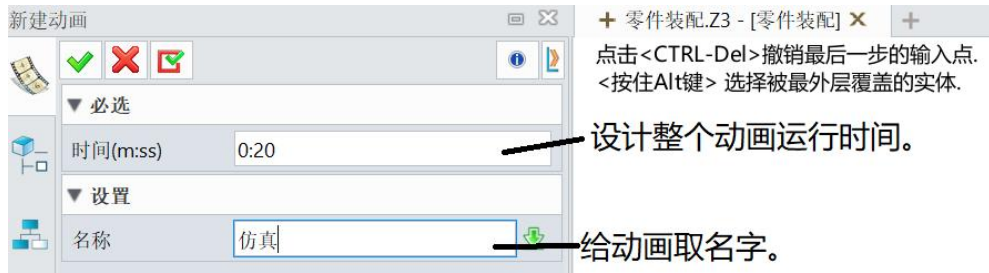 新建动画
零件装配.Z3 - [零件装配]
点击<CTRL-Del>撤销最后一步的输入点.
<按住Alt键> 选择被最外层覆盖的实体.
必选
时间(m:ss) 0:20
设计整个动画运行时间。
设置
名称 仿真
给动画取名字。